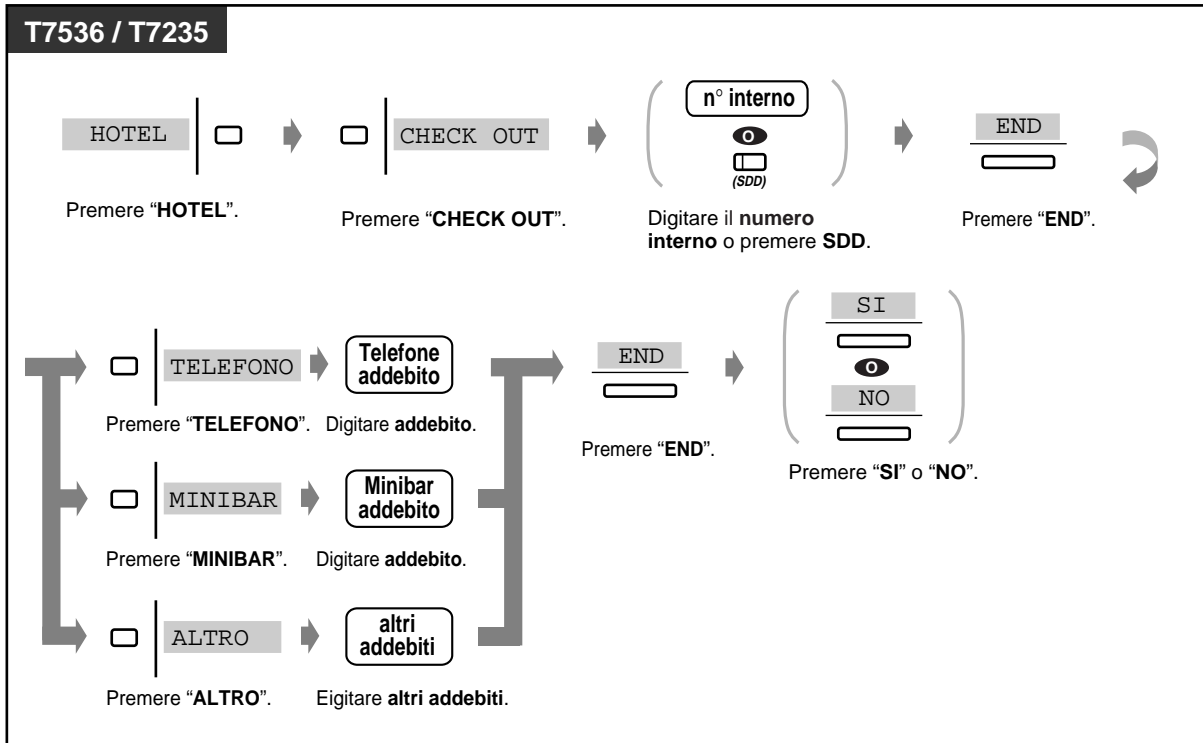 T7536 / T7235
HOTEL
CHECK OUT
n° interno
o
(SDD)
END
Premere “HOTEL”.
Premere “CHECK OUT”.
Digitare il numero
interno o premere SDD.
Premere “END”.
TELEFONO
Telefone
addebito
END
SI
o
NO
Premere “TELEFONO”.
Digitare addebito.
Premere “END”.
Premere “SI” o “NO”.
MINIBAR
Minibar
addebito
Premere “MINIBAR”.
Digitare addebito.
ALTRO
altri
addebiti
Premere “ALTRO”.
Eigitare altri addebiti.